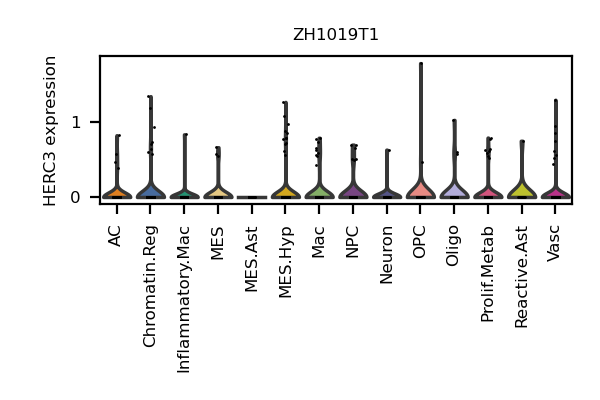 ZH1019T1
HERC3 expression
1
0
AC
Chromatin.Reg
Inflammatory.Mac
MES
MES.Ast
MES.Hyp
Mac
NPC
Neuron
OPC
Oligo
Prolif.Metab
Reactive.Ast
Vasc